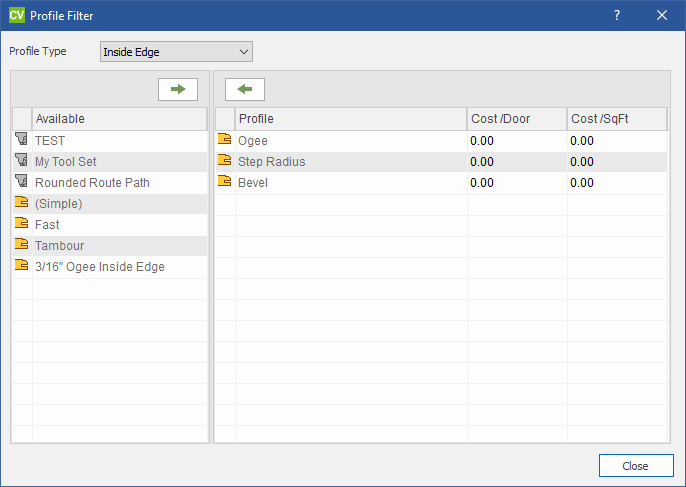 CV Profile Filter ?
Profile Type Inside Edge
Available
TEST
My Tool Set
Rounded Route Path
(Simple)
Fast
Tambour
3/16" Ogee Inside Edge
Profile Cost /Door Cost /SqFt
Ogee 0.00 0.00
Step Radius 0.00 0.00
Bevel 0.00 0.00
Close